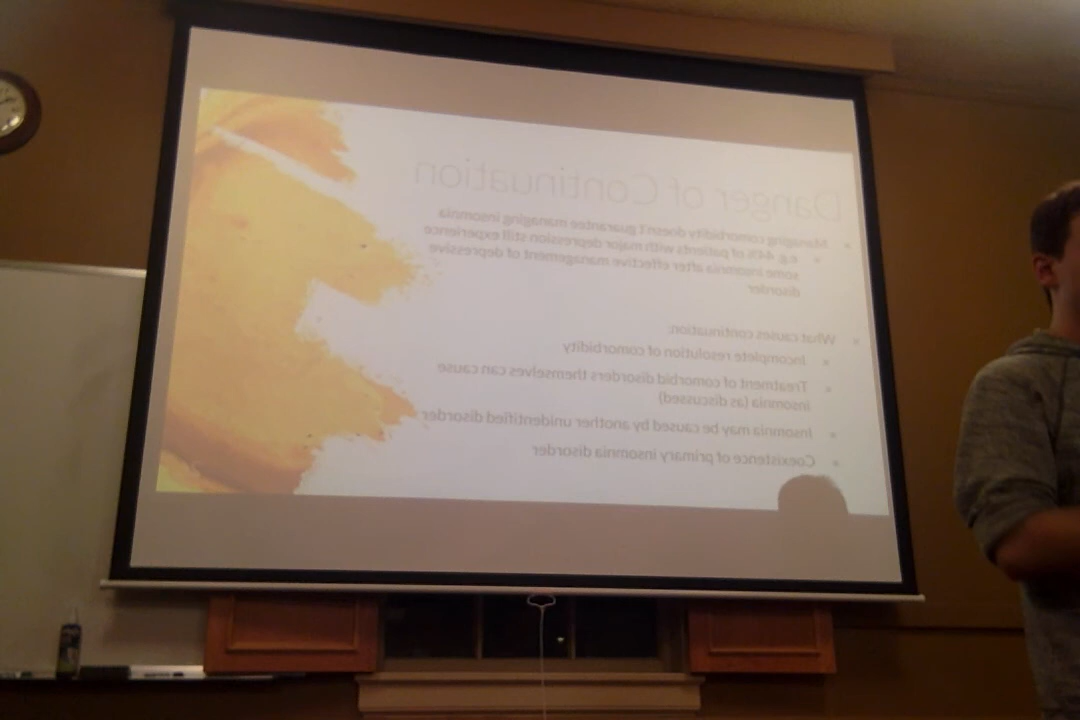 Danger of Continuation
Managing comorbidity doesn't guarantee managing insomnia
e.g. 44% of patients with major depression still experience
some insomnia after effective management of depressive
disorder
What causes continuation:
Incomplete resolution of comorbidity
Treatment of comorbid disorders themselves can cause
insomnia (as discussed)
Insomnia may be caused by another unidentified disorder
Coexistence of primary insomnia disorder